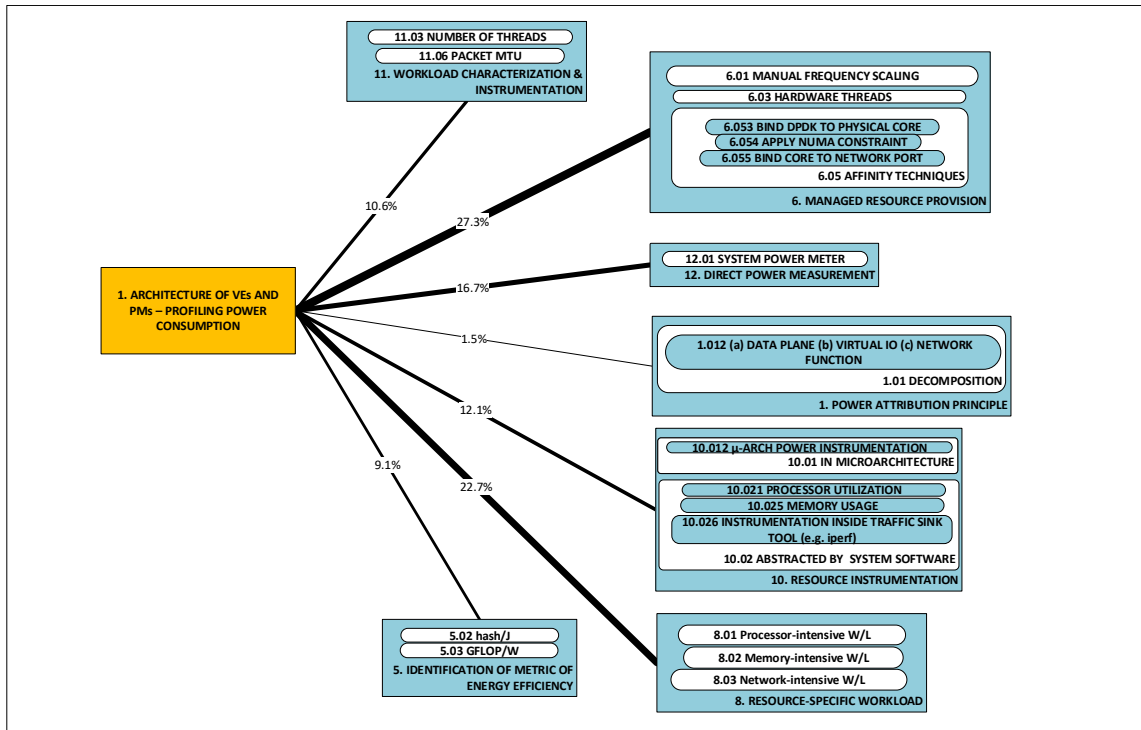 11.03 NUMBER OF THREADS
11.06 PACKET MTU
11. WORKLOAD CHARACTERIZATION &
INSTRUMENTATION
6.01 MANUAL FREQUENCY SCALING
6.03 HARDWARE THREADS
6.053 BIND DPDK TO PHYSICAL CORE
6.054 APPLY NUMA CONSTRAINT
6.055 BIND CORE TO NETWORK PORT
6.05 AFFINITY TECHNIQUES
6. MANAGED RESOURCE PROVISION
10.6%
27.3%
12.01 SYSTEM POWER METER
12. DIRECT POWER MEASUREMENT
16.7%
1. ARCHITECTURE OF VEs AND
PMs – PROFILING POWER
CONSUMPTION
1.5%
1.012 (a) DATA PLANE (b) VIRTUAL IO (c) NETWORK
FUNCTION
1.01 DECOMPOSITION
1. POWER ATTRIBUTION PRINCIPLE
12.1%
10.012 µ-ARCH POWER INSTRUMENTATION
10.01 IN MICROARCHITECTURE
9.1%
22.7%
10.021 PROCESSOR UTILIZATION
10.025 MEMORY USAGE
10.026 INSTRUMENTATION INSIDE TRAFFIC SINK
TOOL (e.g. iperf)
10.02 ABSTRACTED BY SYSTEM SOFTWARE
10. RESOURCE INSTRUMENTATION
5.02 hash/J
5.03 GFLOP/W
5. IDENTIFICATION OF METRIC OF
ENERGY EFFICIENCY
8.01 Processor-intensive W/L
8.02 Memory-intensive W/L
8.03 Network-intensive W/L
8. RESOURCE-SPECIFIC WORKLOAD